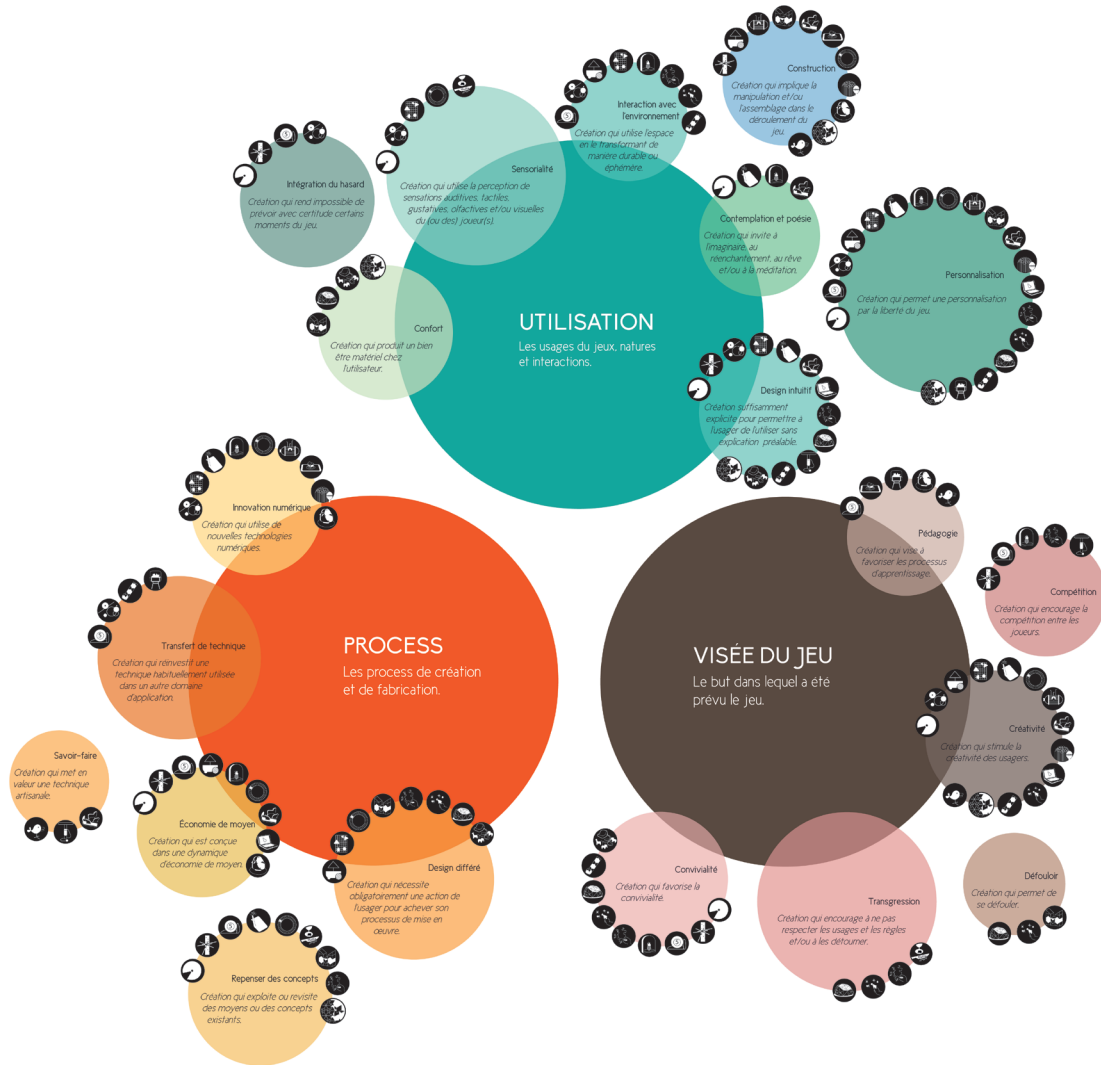 Construction
Création qui implique la
manipulation et/ou
l'assemblage dans le
déroulement du
jeu.
Interaction avec
l'environnement
Création qui utilise l'espace
en le transformant de
manière durable ou
éphémère.
Sensorialité
Création qui utilise la perception de
sensations auditives, tactiles,
gustatives, olfactives et/ou visuelles
du (ou des) joueur(s).
Intégration du hasard
Création qui rend impossible de
prévoir avec certitude certains
moments du jeu.
Contemplation et poésie
Création qui invite à
l'imaginaire, au
réenchantement, au rêve
et/ou à la méditation.
Personnalisation
Création qui permet une personnalisation
par la liberté du jeu.
Confort
Création qui produit un bien
être matériel chez
l'utilisateur.
UTILISATION
Les usages du jeux, natures
et interactions.
Design intuitif
Création suffisamment
explicite pour permettre à
l'usager de l'utiliser sans
explication préalable.
Innovation numérique
Création qui utilise de
nouvelles technologies
numériques.
Pédagogie
Création qui vise à
favoriser les processus
d'apprentissage.
Compétition
Création qui encourage la
compétition entre les
joueurs.
Transfert de technique
Création qui réinvestit une
technique habituellement utilisée
dans un autre domaine
d'application.
PROCESS
Les process de création
et de fabrication.
VISÉE DU JEU
Le but dans lequel a été
prévu le jeu.
Créativité
Création qui stimule la
créativité des usagers.
Savoir-faire
Création qui met en
valeur une technique
artisanale.
Économie de moyen
Création qui est conçue
dans une dynamique
d'économie de moyen.
Design différé
Création qui nécessite
obligatoirement une action de
l'usager pour achever son
processus de mise en
œuvre.
Convivialité
Création qui favorise la
convivialité.
Transgression
Création qui encourage à ne pas
respecter les usages et les règles
et/ou à les détourner.
Défouloir
Création qui permet de
se défouler.
Repenser des concepts
Création qui exploite ou revisite
des moyens ou des concepts
existants.